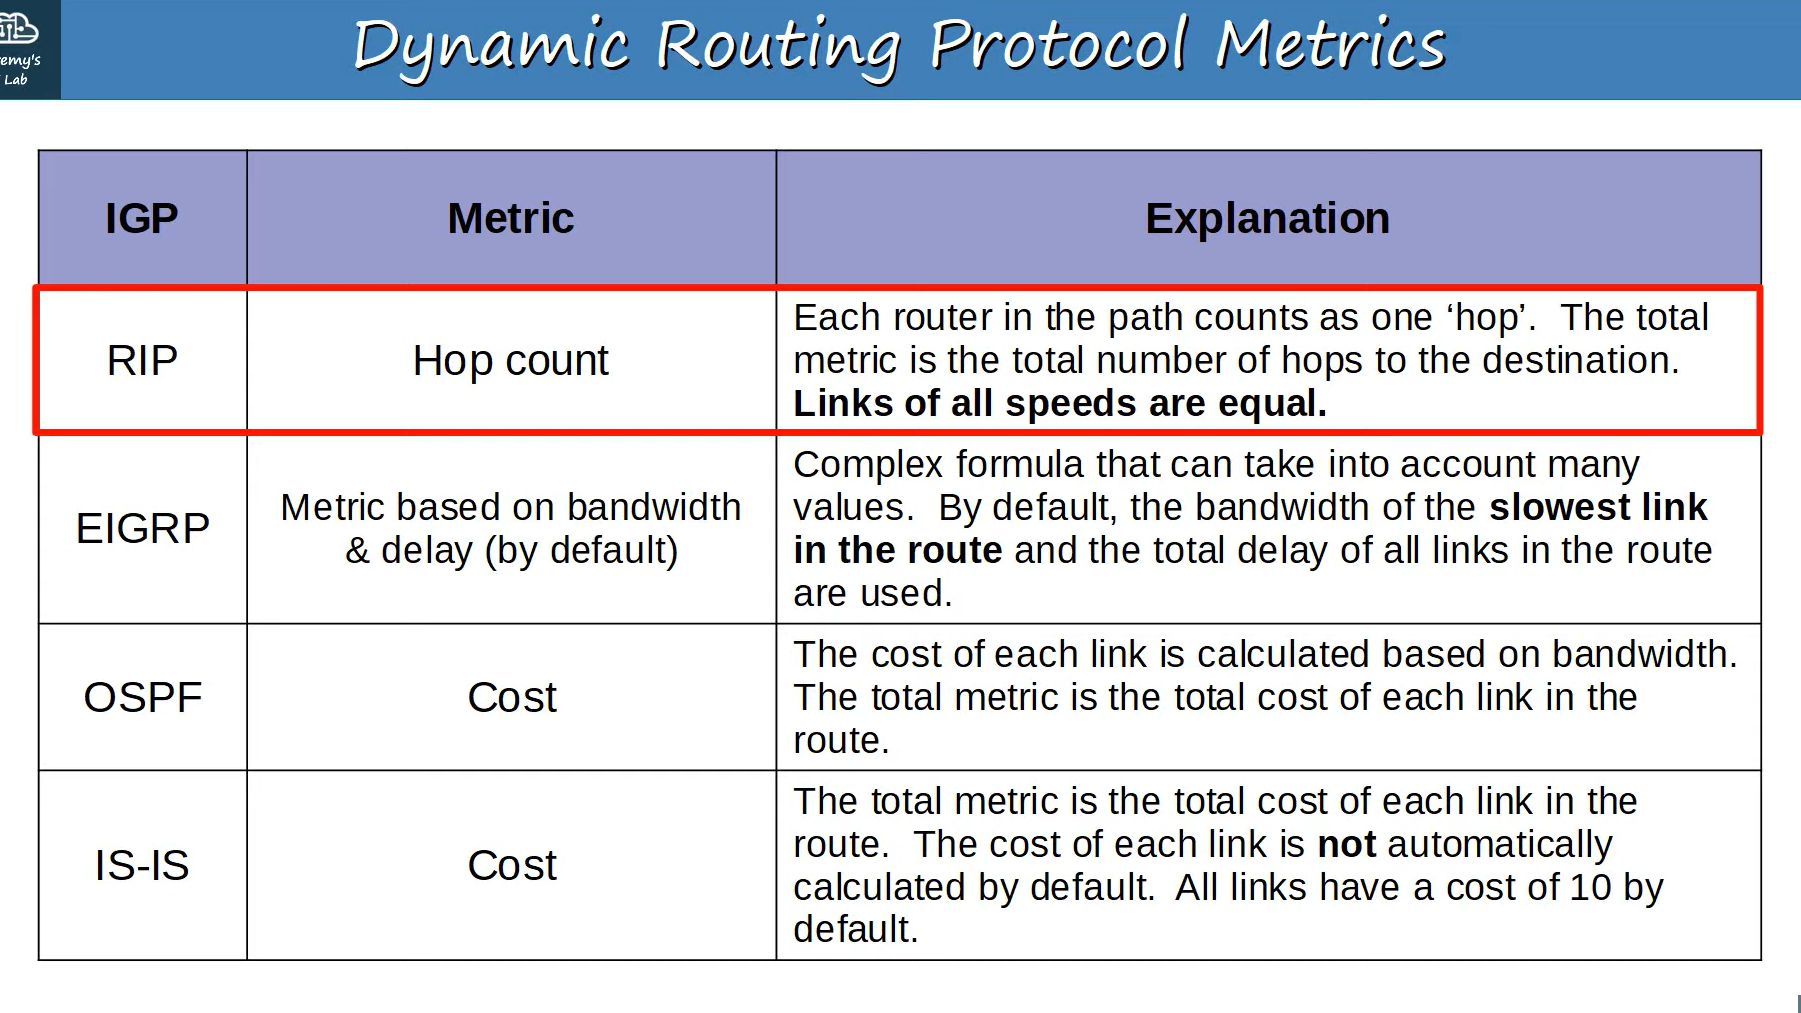 Dynamic Routing Protocol Metrics
emy's
Lab
IGP
Metric
Explanation
RIP
Hop count
Each router in the path counts as one ‘hop’.  The total
metric is the total number of hops to the destination.
Links of all speeds are equal.
EIGRP
Metric based on bandwidth
& delay (by default)
Complex formula that can take into account many
values.  By default, the bandwidth of the slowest link
in the route and the total delay of all links in the route
are used.
OSPF
Cost
The cost of each link is calculated based on bandwidth.
The total metric is the total cost of each link in the
route.
IS-IS
Cost
The total metric is the total cost of each link in the
route.  The cost of each link is not automatically
calculated by default.  All links have a cost of 10 by
default.